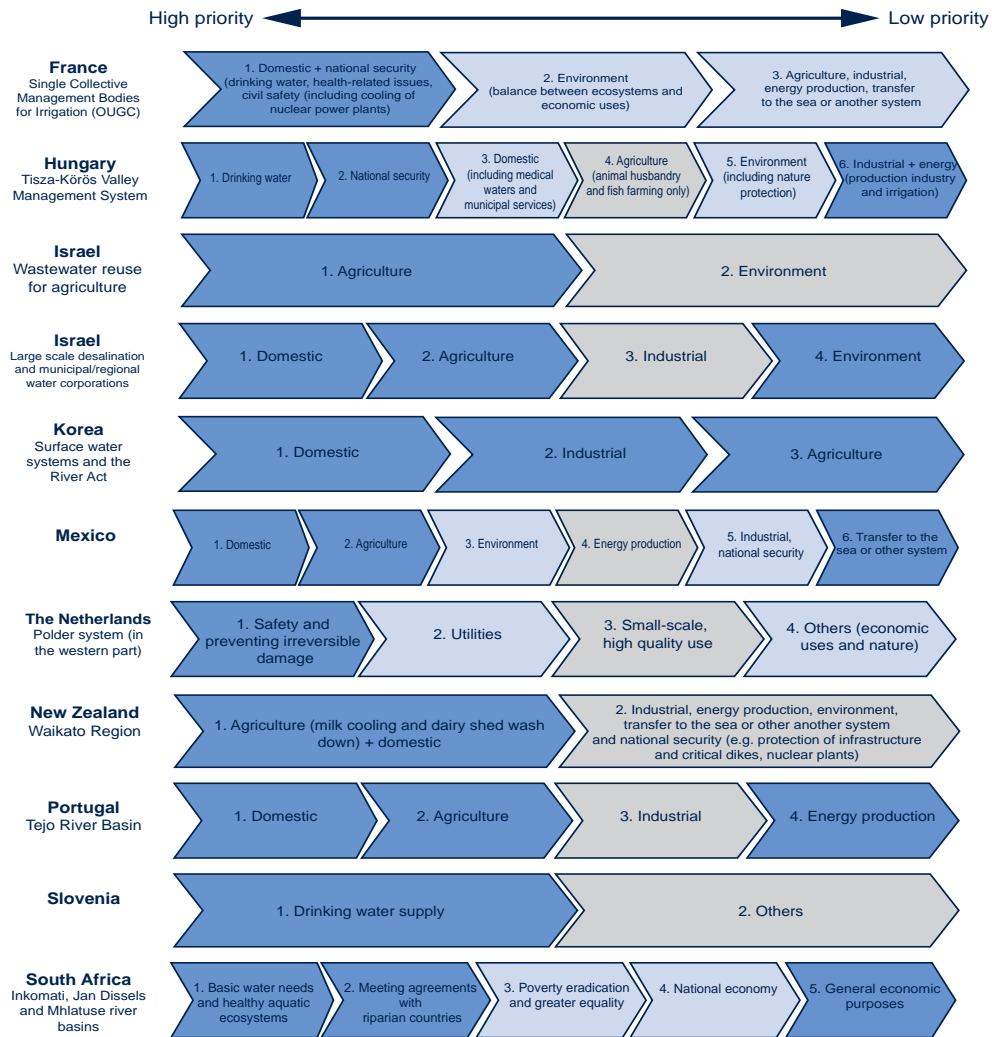 High priority
Low priority
France
Single Collective
Management Bodies
for Irrigation (OUGC)
1. Domestic + national security
(drinking water, health-related issues,
civil safety (including cooling of
nuclear power plants)
2. Environment
(balance between ecosystems and
economic uses)
3. Agriculture, industrial,
energy production, transfer
to the sea or another system
Hungary
Tisza-Körös Valley
Management System
1. Drinking water
2. National security
3. Domestic
(including medical
waters and
municipal services)
4. Agriculture
(animal husbandry
and fish farming only)
5. Environment
(including nature
protection)
6. Industrial + energy
(production industry
and irrigation)
Israel
Wastewater reuse
for agriculture
1. Agriculture
2. Environment
Israel
Large scale desalination
and municipal/regional
water corporations
1. Domestic
2. Agriculture
3. Industrial
4. Environment
Korea
Surface water
systems and the
River Act
1. Domestic
2. Industrial
3. Agriculture
Mexico
1. Domestic
2. Agriculture
3. Environment
4. Energy production
5. Industrial,
national security
6. Transfer to the
sea or other system
The Netherlands
Polder system (in
the western part)
1. Safety and
preventing irreversible
damage
2. Utilities
3. Small-scale,
high quality use
4. Others (economic
uses and nature)
New Zealand
Waikato Region
1. Agriculture (milk cooling and dairy shed wash
down) + domestic
2. Industrial, energy production, environment,
transfer to the sea or other another system
and national security (e.g. protection of infrastructure
and critical dikes, nuclear plants)
Portugal
Tejo River Basin
1. Domestic
2. Agriculture
3. Industrial
4. Energy production
Slovenia
1. Drinking water supply
2. Others
South Africa
Inkomati, Jan Dissels
and Mhlatuse river
basins
1. Basic water needs
and healthy aquatic
ecosystems
2. Meeting agreements
with
riparian countries
3. Poverty eradication
and greater equality
4. National economy
5. General economic
purposes